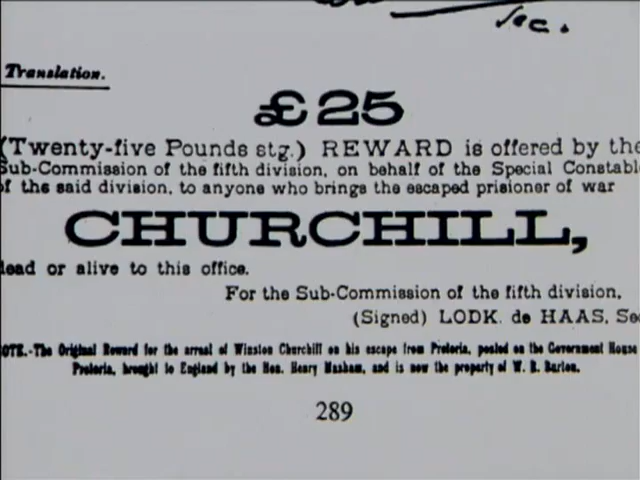 Sec.
Translation.
£25
(Twenty-five Pounds stg.) REWARD is offered by the
Sub-Commission of the fifth division, on behalf of the Special Constable
of the said division, to anyone who brings the escaped prisioner of war
CHURCHILL,
dead or alive to this office.
For the Sub-Commission of the fifth division,
(Signed) LODK. de HAAS, Sec
NOTE.-The Original Reward for the arrest of Winston Churchill on his escape from Pretoria, posted on the Government House
Pretoria, brought to England by the Hon. Henry Masham, and is now the property of W. R. Burton.
289